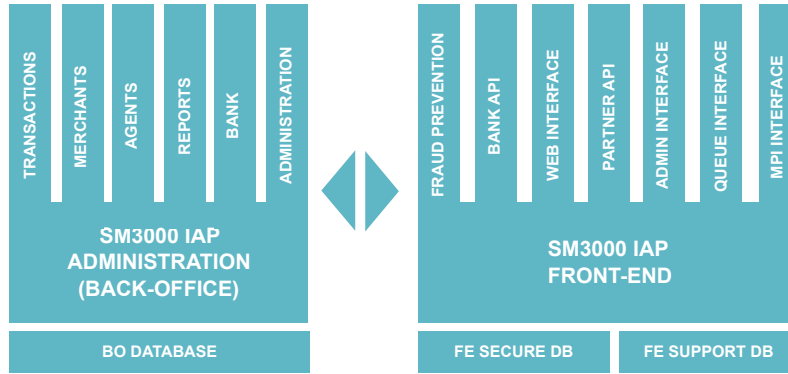 TRANSACTIONS
MERCHANTS
AGENTS
REPORTS
BANK
ADMINISTRATION
SM3000 IAP
ADMINISTRATION
(BACK-OFFICE)
BO DATABASE
FRAUD PREVENTION
BANK API
WEB INTERFACE
PARTNER API
ADMIN INTERFACE
QUEUE INTERFACE
MPI INTERFACE
SM3000 IAP
FRONT-END
FE SECURE DB
FE SUPPORT DB